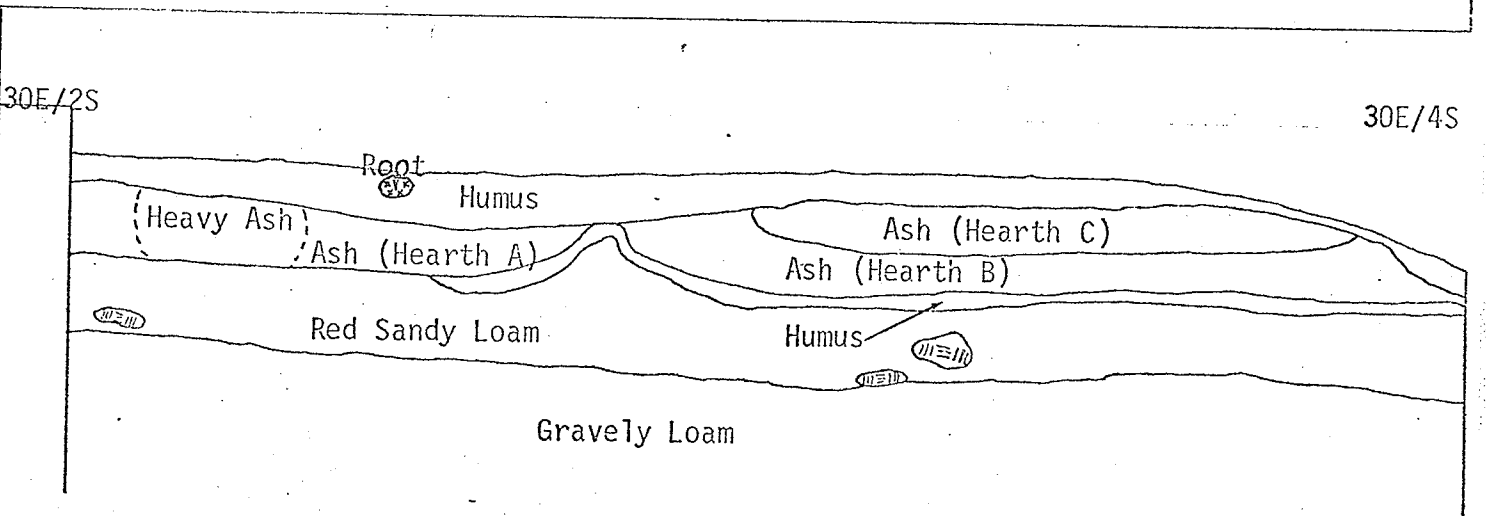 30E/2S
30E/4S
Root
Humus
Heavy Ash
Ash (Hearth A)
Ash (Hearth C)
Ash (Hearth B)
Red Sandy Loam
Humus
Gravely Loam